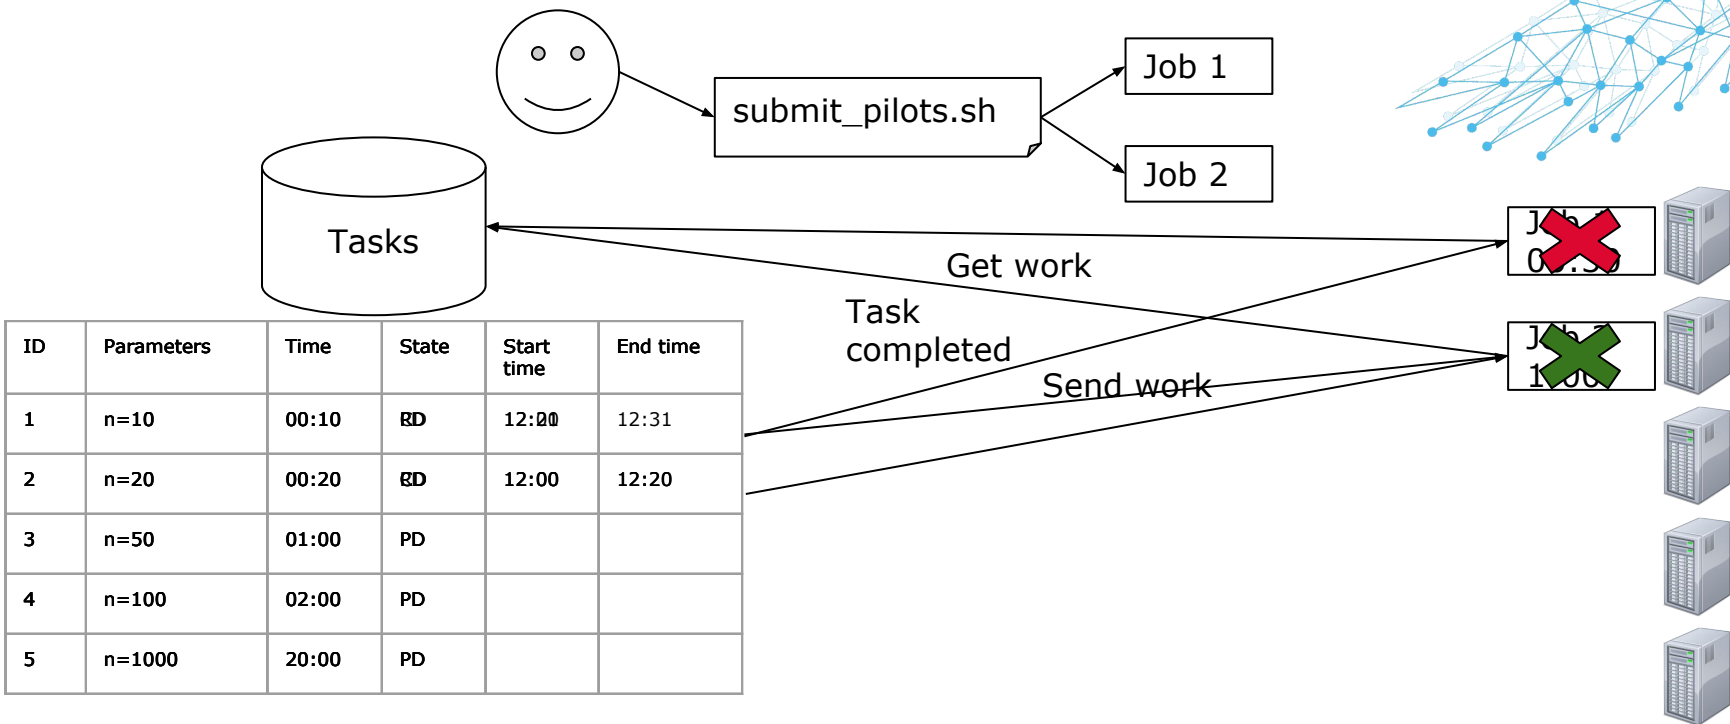 Job 1
submit_pilots.sh
Job 2
Tasks
Get work
Task
completed
Send work
ID Parameters Time State Start time End time
1 n=10 00:10 12:31
2 n=20 00:20 12:00 12:20
3 n=50 01:00 PD
4 n=100 02:00 PD
5 n=1000 20:00 PD